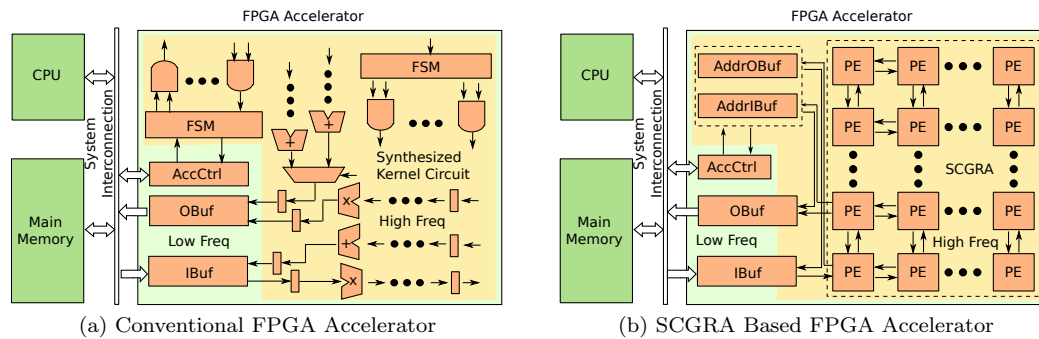 FPGA Accelerator
CPU
Main
Memory
System
Interconnection
FSM
FSM
+
+
AccCtrl
OBuf
IBuf
Low Freq
Synthesized
Kernel Circuit
High Freq
x
+
x
(a) Conventional FPGA Accelerator
FPGA Accelerator
CPU
Main
Memory
System
Interconnection
AddrOBuf
AddrIBuf
AccCtrl
OBuf
Low Freq
IBuf
PE PE PE
PE PE PE
SCGRA
PE PE PE
High Freq
PE PE PE
(b) SCGRA Based FPGA Accelerator